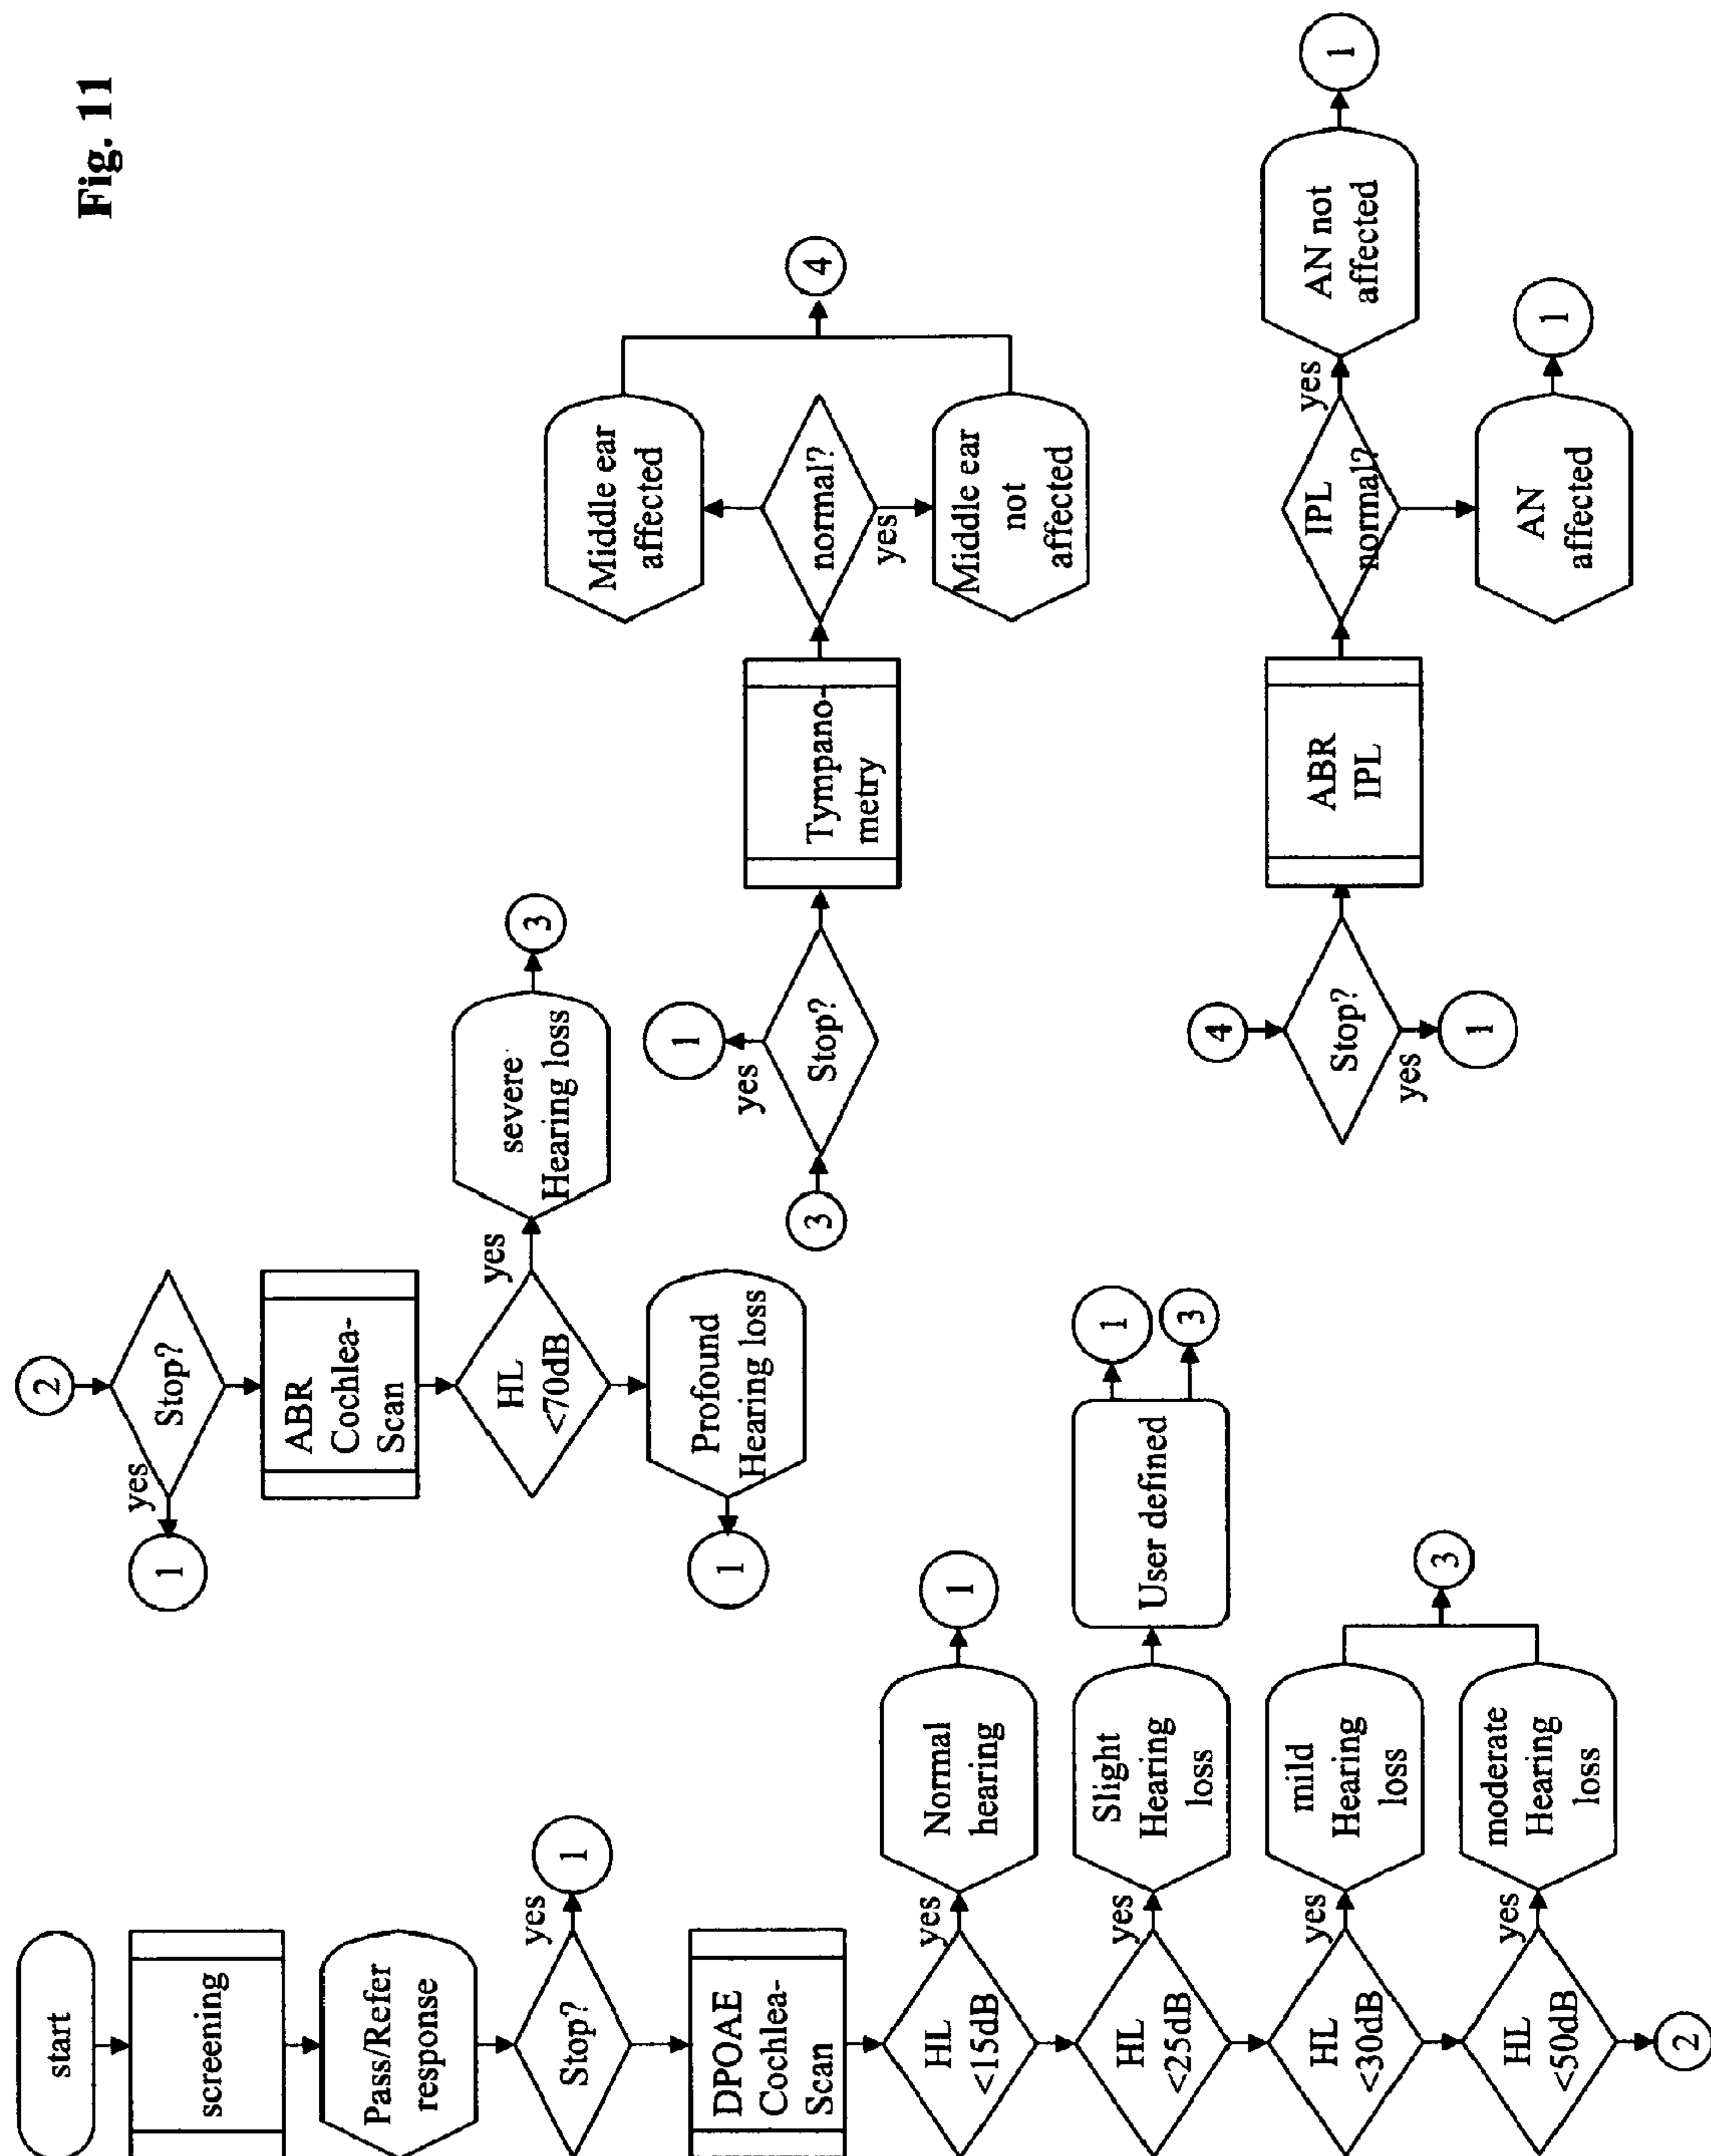 Fig. 11
start
screening
Pass/Refer
response
Stop?
yes
1
DPOAE
Cochlea-
Scan
HL
<15dB
yes
Normal
hearing
1
HL
<25dB
yes
Slight
Hearing
loss
User defined
1
3
HL
<30dB
yes
mild
Hearing
loss
HL
<50dB
yes
moderate
Hearing
loss
3
2
2
Stop?
yes
1
ABR
Cochlea-
Scan
HL
<70dB
yes
severe
Hearing loss
3
Profound
Hearing loss
1
3
Stop?
yes
1
Tympano-
metry
normal?
Middle ear
affected
yes
Middle ear
not
affected
4
4
Stop?
yes
1
ABR
IPL
IPL
normal?
yes
AN not
affected
1
AN
affected
1